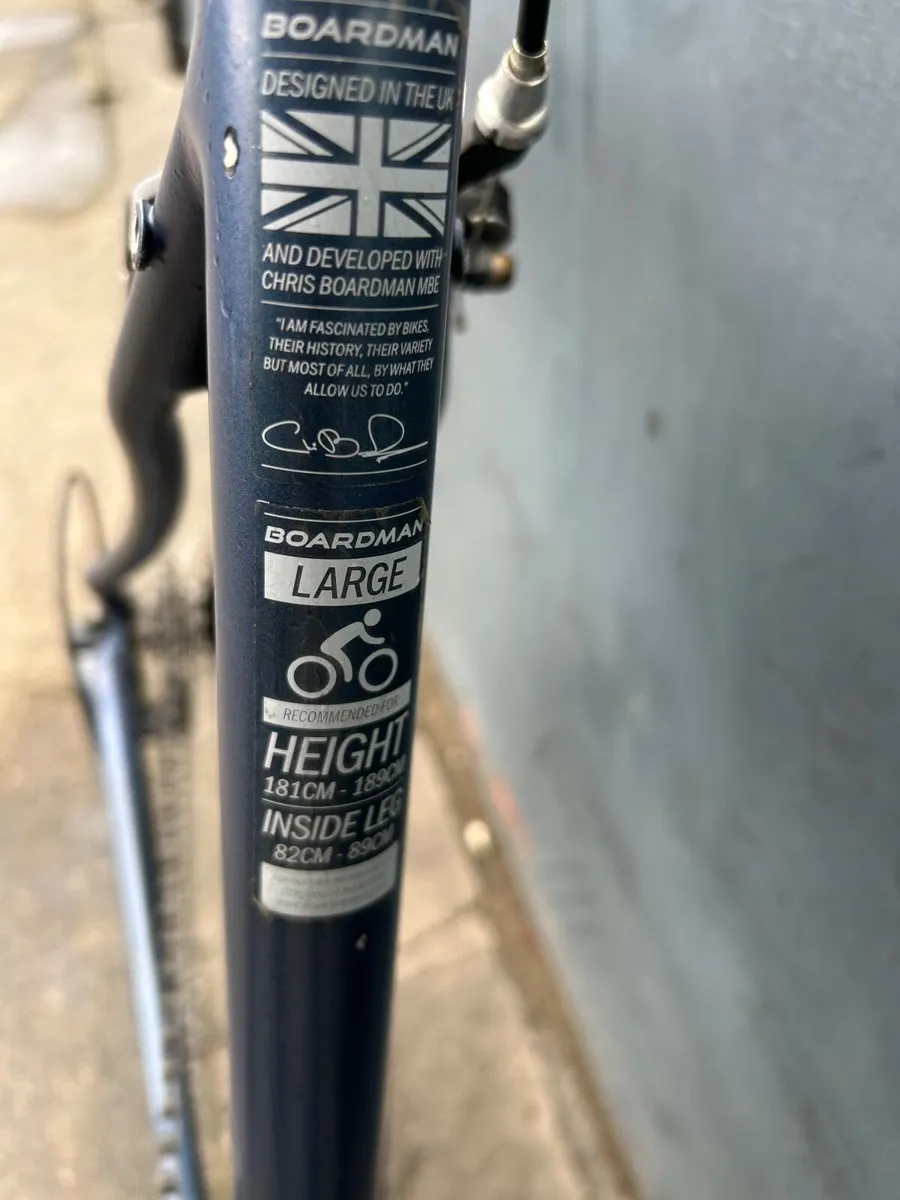 BOARDMAN
DESIGNED IN THE UK
AND DEVELOPED WITH
CHRIS BOARDMAN MBE
"I AM FASCINATED BY BIKES,
THEIR HISTORY, THEIR VARIETY
BUT MOST OF ALL, BY WHAT THEY
ALLOW US TO DO."
BOARDMAN
LARGE
RECOMMENDED FOR
HEIGHT
181CM - 189CM
INSIDE LEG
82CM - 89CM